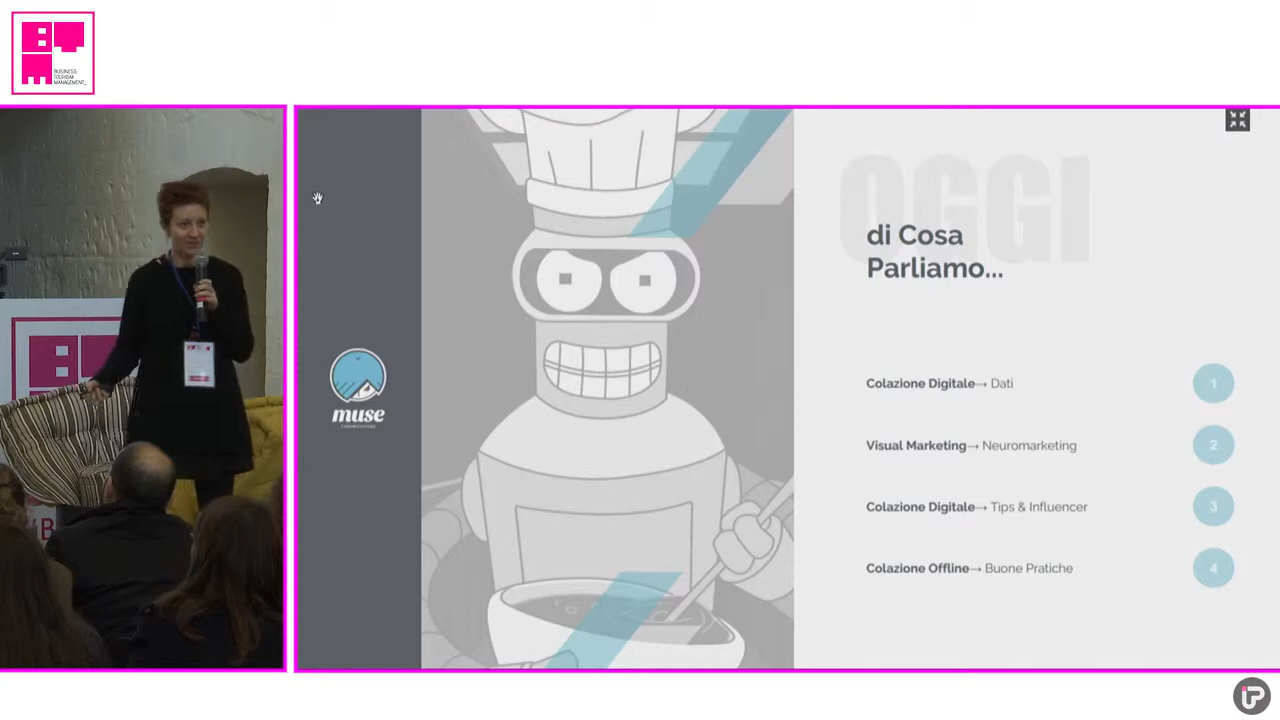 BUSINESS
TOURISM
MANAGEMENT_
OGGI
di Cosa
Parliamo...
Colazione Digitale→ Dati
1
Visual Marketing→ Neuromarketing
2
Colazione Digitale→ Tips & Influencer
3
Colazione Offline→ Buone Pratiche
4
muse